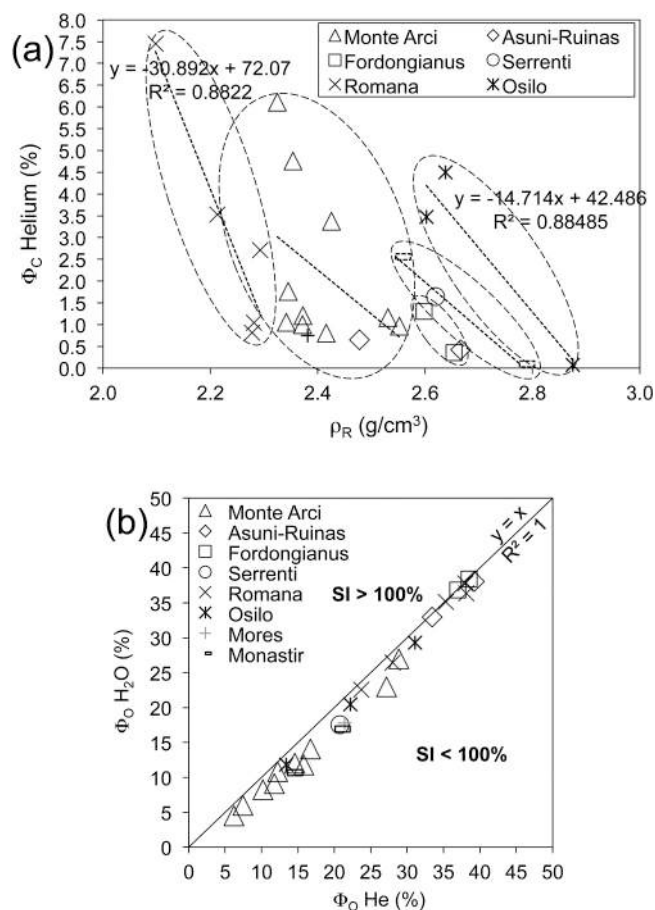 (a)
Φ_C Helium (%)
8.0
7.5
7.0
6.5
6.0
5.5
5.0
4.5
4.0
3.5
3.0
2.5
2.0
1.5
1.0
0.5
0.0
Monte Arci Asuni-Ruinas
Fordongianus Serrenti
Romana Osilo
y = -30.892x + 72.07
R² = 0.8822
y = -14.714x + 42.486
R² = 0.88485
2.0 2.2 2.4 2.6 2.8 3.0
ρ_R (g/cm³)
(b)
Φ_O H₂O (%)
50
45
40
35
30
25
20
15
10
5
0
Monte Arci
Asuni-Ruinas
Fordongianus
Serrenti
Romana
Osilo
Mores
Monastir
y = x
R² = 1
SI > 100%
SI < 100%
0 5 10 15 20 25 30 35 40 45 50
Φ_O He (%)